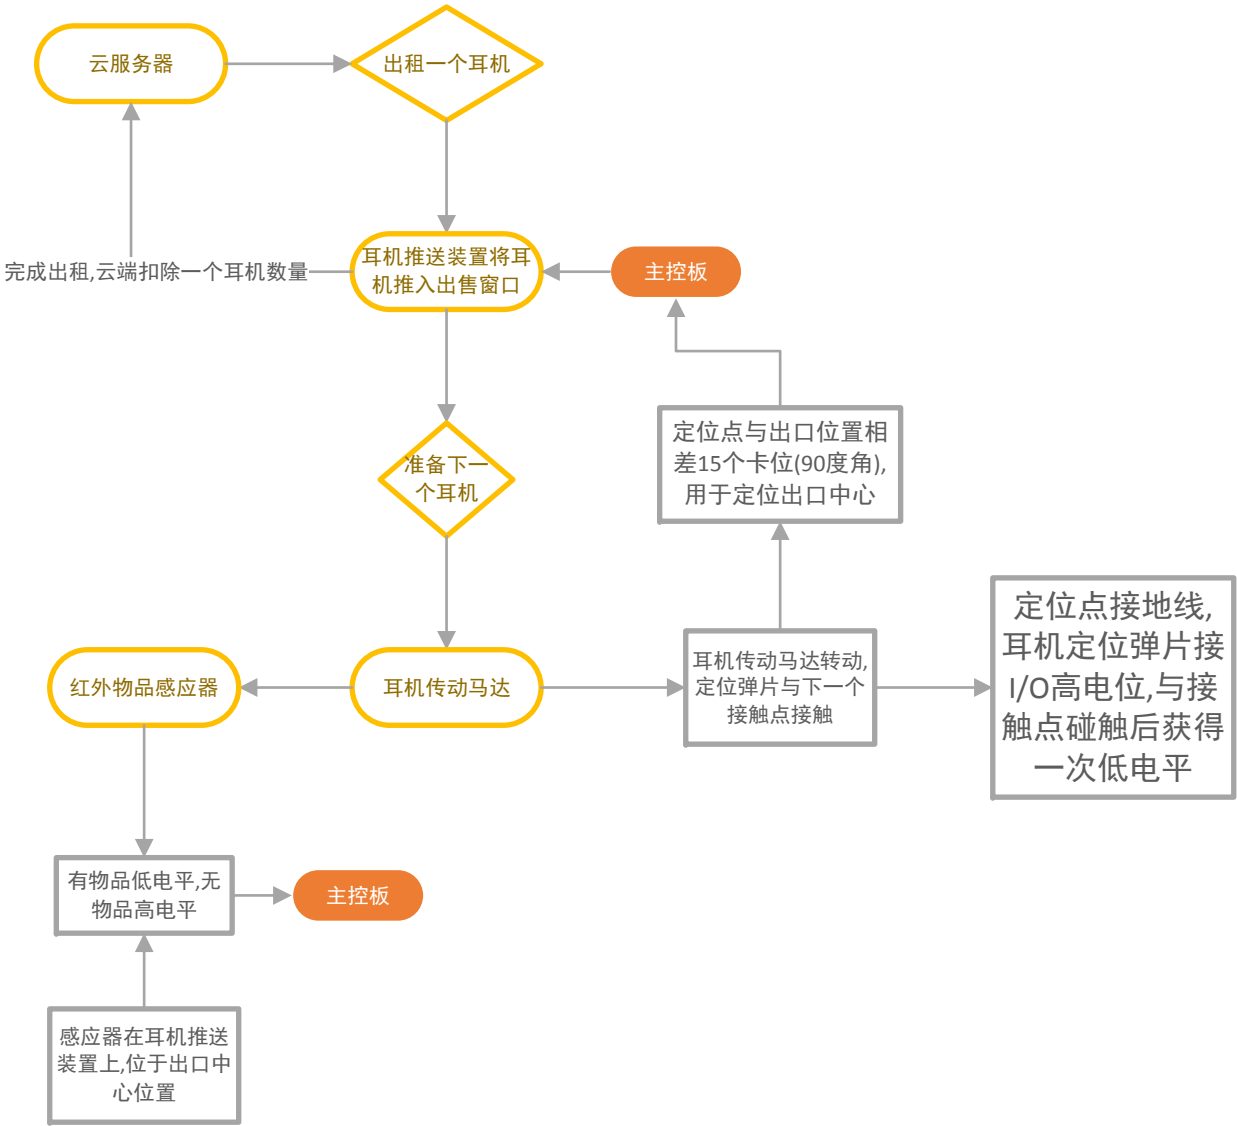 云服务器
出租一个耳机
耳机推送装置将耳
机推入出售窗口
主控板
完成出租,云端扣除一个耳机数量
定位点与出口位置相
差15个卡位(90度角),
用于定位出口中心
准备下一
个耳机
定位点接地线,
耳机定位弹片接
I/O高电位,与接
触点碰触后获得
一次低电平
红外物品感应器
耳机传动马达
耳机传动马达转动,
定位弹片与下一个
接触点接触
有物品低电平,无
物品高电平
主控板
感应器在耳机推送
装置上,位于出口中
心位置